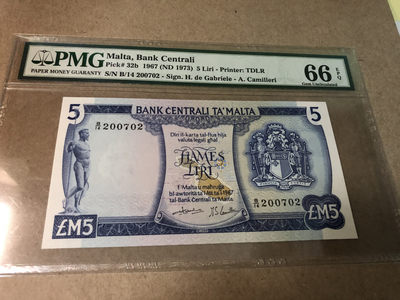 PMG
PAPER MONEY GUARANTY
Malta, Bank Centrali
Pick# 32b 1967 (ND 1973) 5 Liri - Printer: TDLR
S/N B/14 200702 - Sign. H. de Gabriele - A. Camilleri
66 EPQ
Gem Uncirculated
5 BANK CENTRALI TA' MALTA 5
B/14 200702
Din il-karta tal-flus hija
valuta legali għal
ĦAMES
LIRI
B/14 200702
F'Malta u maħruġa
bl-awtorità ta' l-Att ta' l-1967
tal-Bank Ċentrali ta' Malta
£M5
£M5